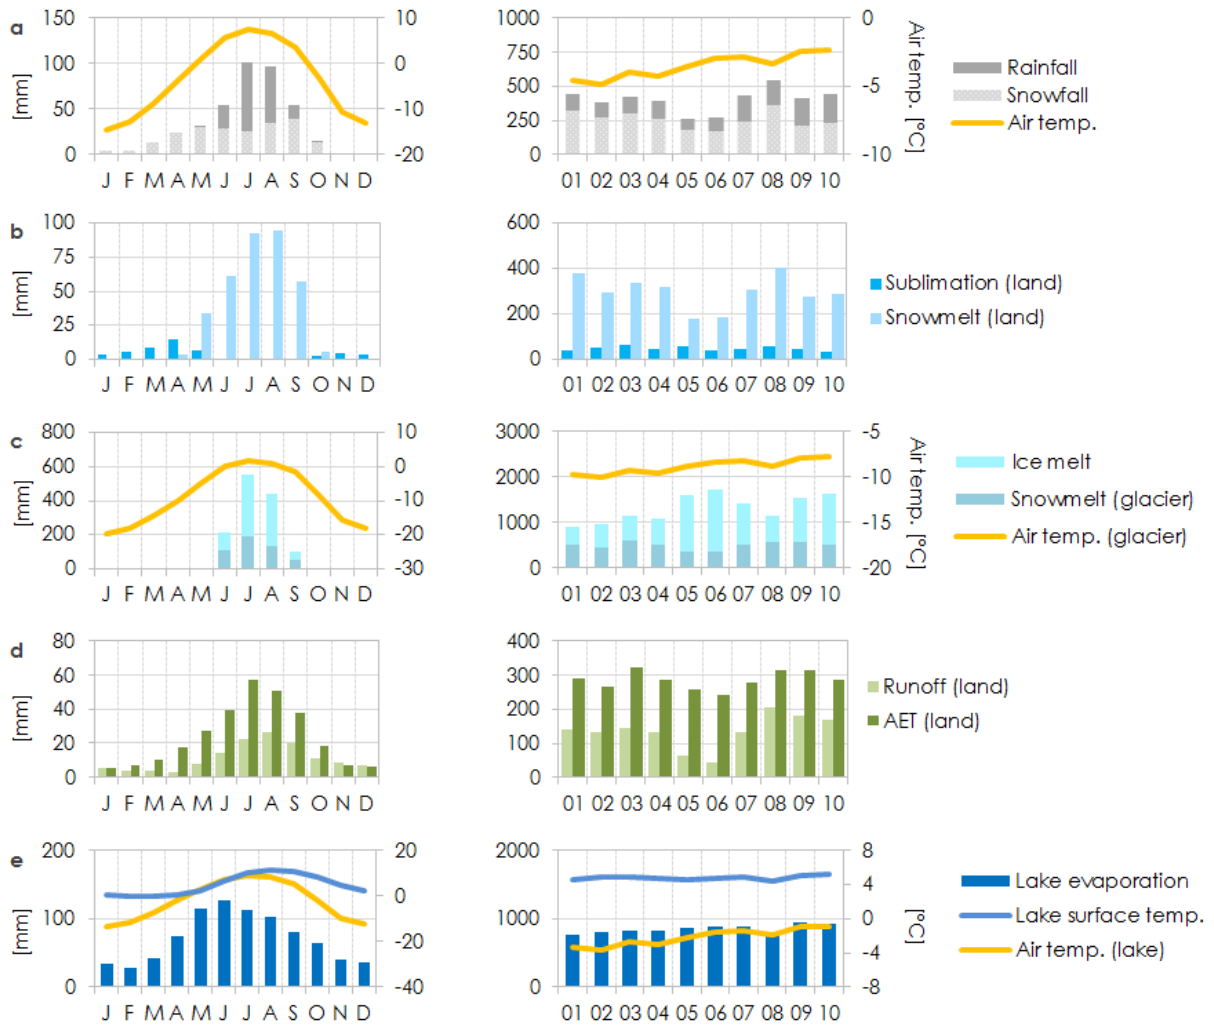 a
150
100
50
0
[mm]
10
0
-10
-20
J F M A M J J A S O N D
1000
750
500
250
0
0
-5
-10
Air temp. [°C]
01 02 03 04 05 06 07 08 09 10
Rainfall
Snowfall
Air temp.
b
100
75
50
25
0
[mm]
J F M A M J J A S O N D
600
400
200
0
01 02 03 04 05 06 07 08 09 10
Sublimation (land)
Snowmelt (land)
c
800
600
400
200
0
[mm]
10
0
-10
-20
-30
J F M A M J J A S O N D
3000
2000
1000
0
-5
-10
-15
-20
Air temp. [°C]
01 02 03 04 05 06 07 08 09 10
Ice melt
Snowmelt (glacier)
Air temp. (glacier)
d
80
60
40
20
0
[mm]
J F M A M J J A S O N D
400
300
200
100
0
01 02 03 04 05 06 07 08 09 10
Runoff (land)
AET (land)
e
200
100
0
[mm]
20
0
-20
-40
J F M A M J J A S O N D
2000
1000
0
8
4
0
-4
-8
[°C]
01 02 03 04 05 06 07 08 09 10
Lake evaporation
Lake surface temp.
Air temp. (lake)